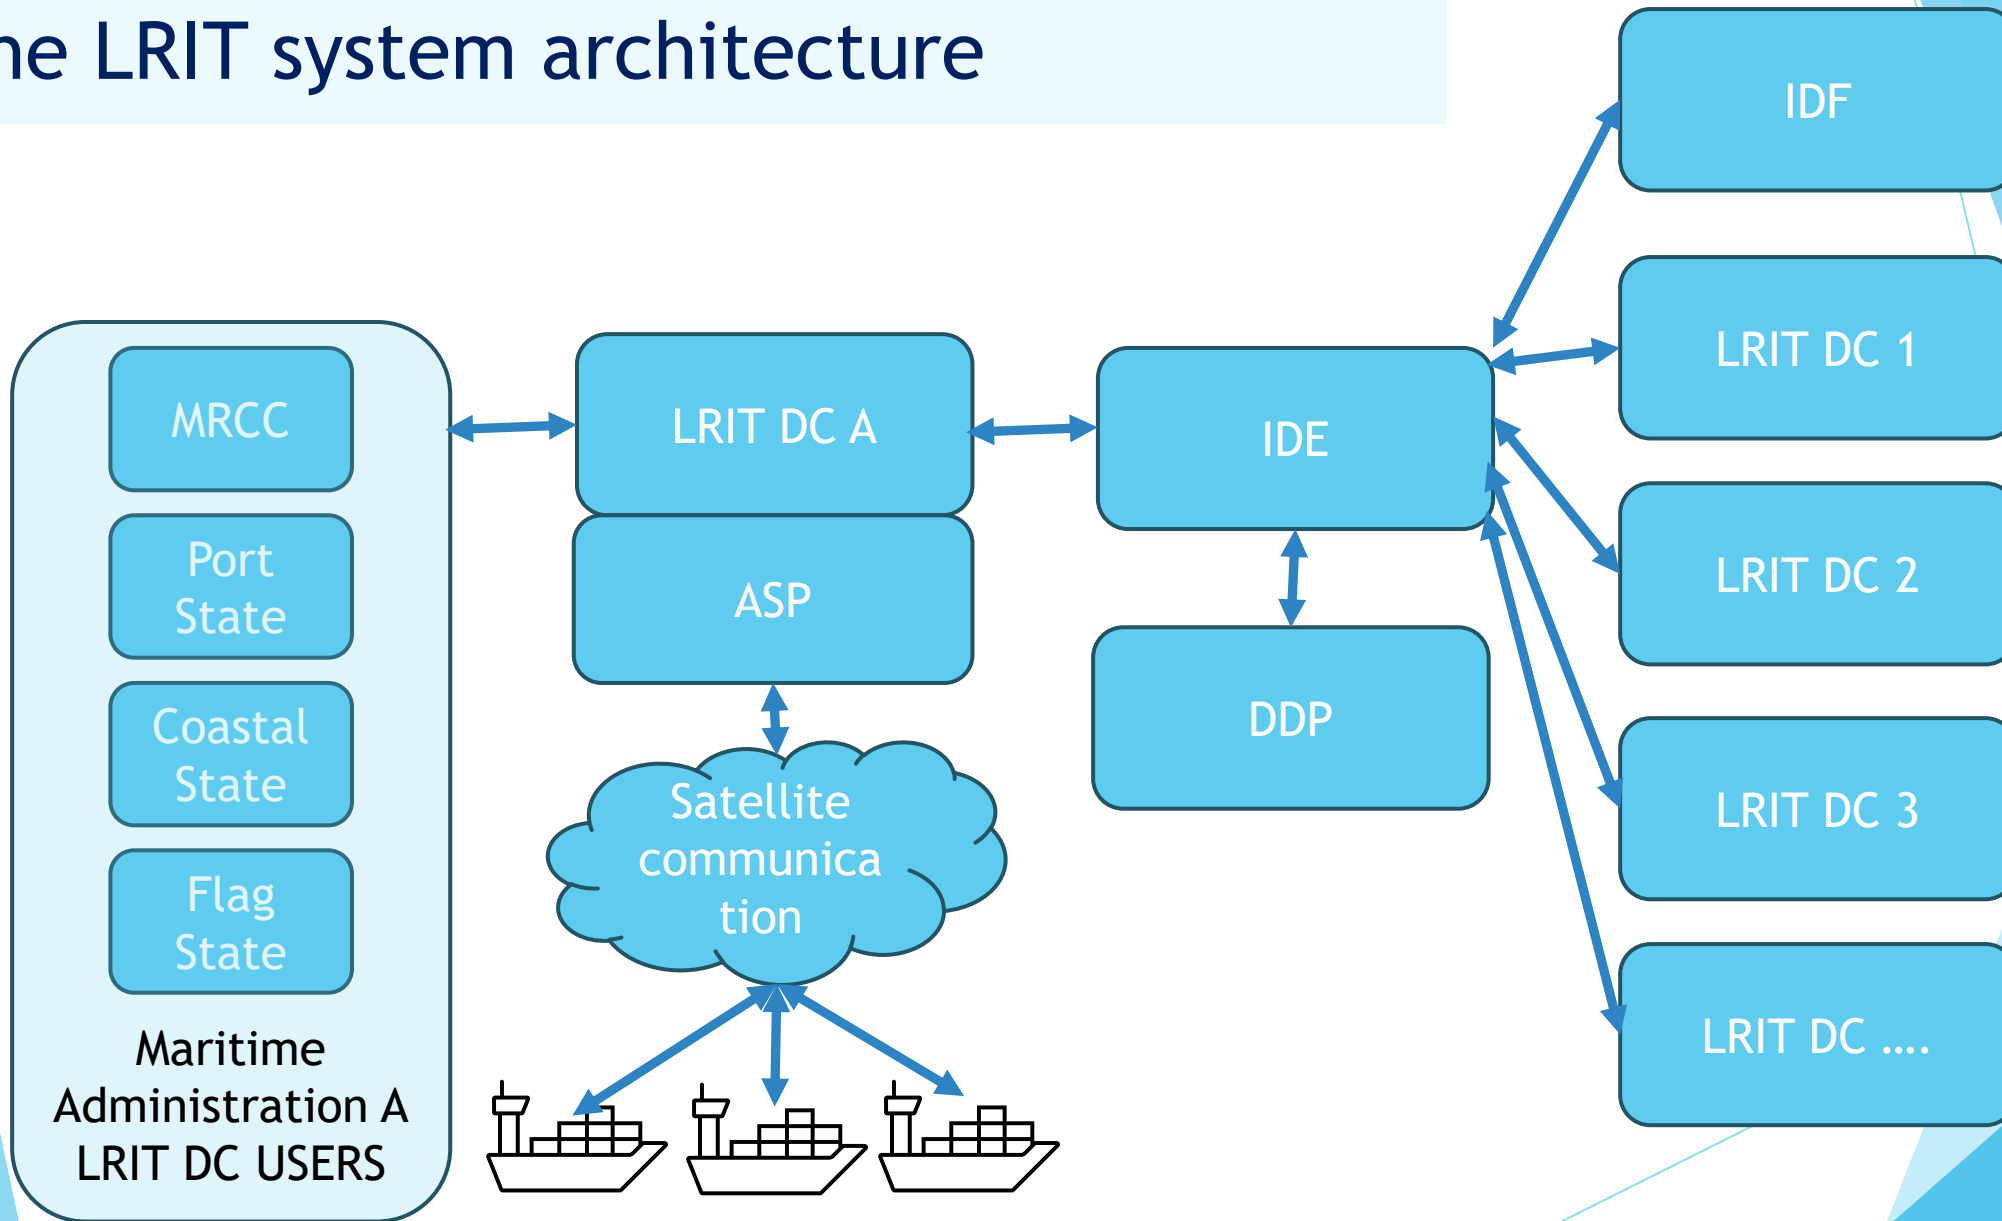 he LRIT system architecture
IDF
LRIT DC 1
LRIT DC 2
LRIT DC 3
LRIT DC ….
MRCC
Port
State
Coastal
State
Flag
State
Maritime
Administration A
LRIT DC USERS
LRIT DC A
ASP
Satellite
communica
tion
IDE
DDP